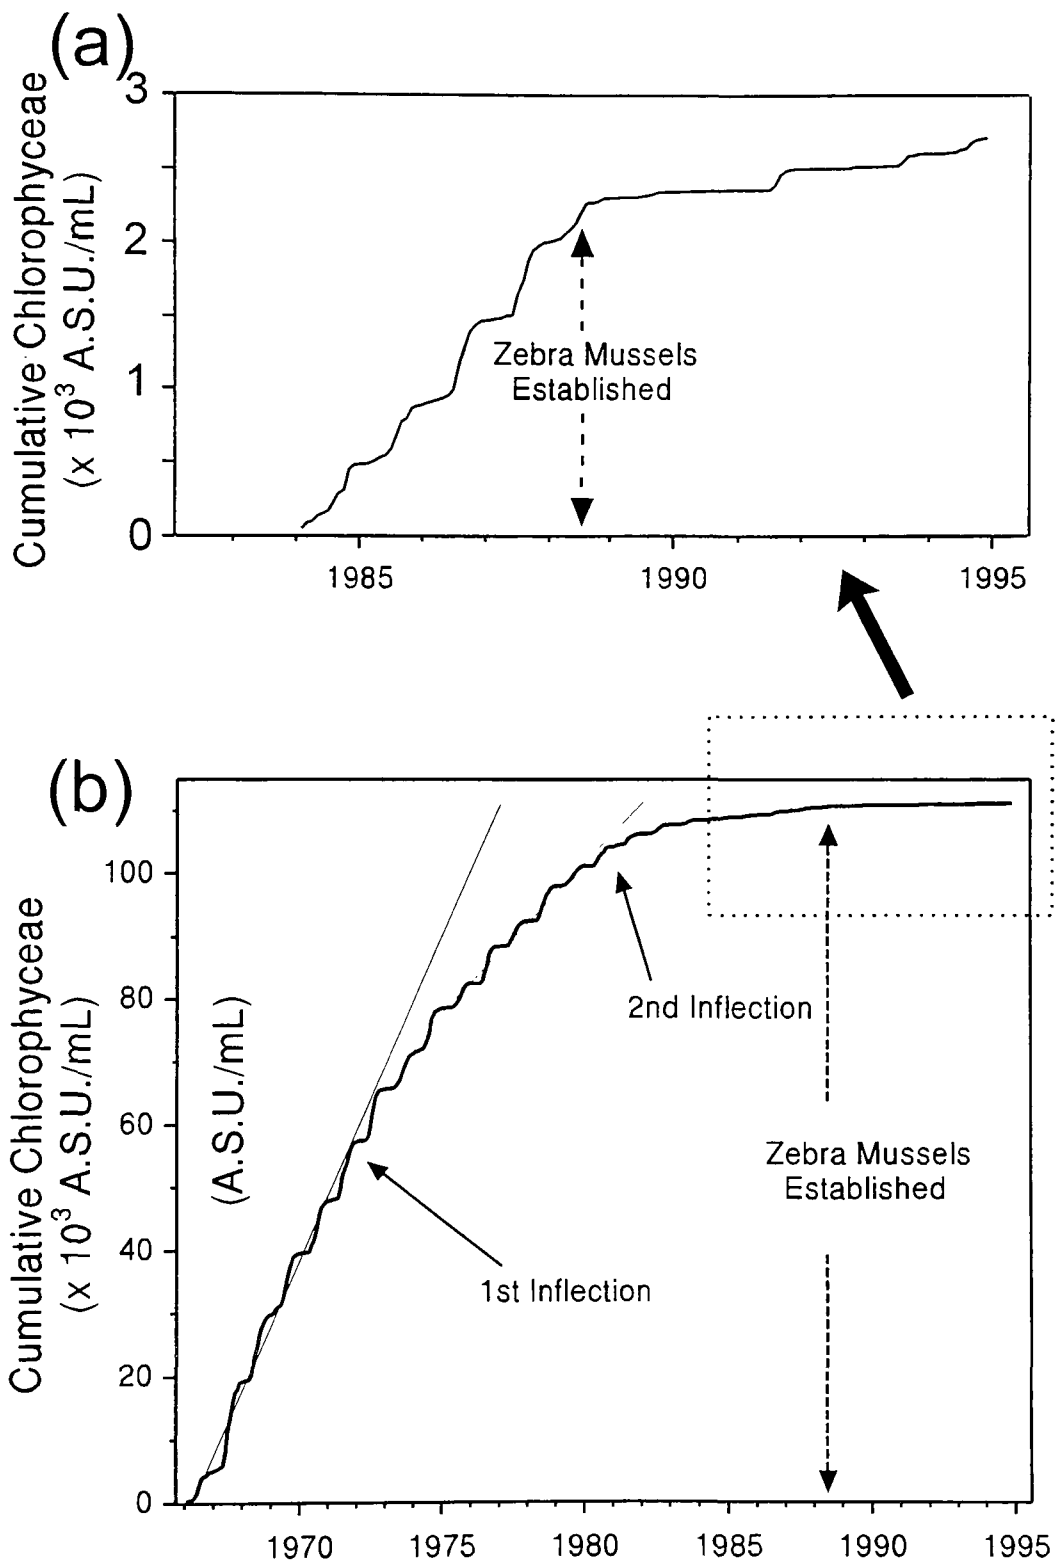 (a)
Cumulative Chlorophyceae
(x 10³ A.S.U./mL)
3
2
1
0
Zebra Mussels
Established
1985
1990
1995
(b)
Cumulative Chlorophyceae
(x 10³ A.S.U./mL)
(A.S.U./mL)
100
80
60
40
20
0
2nd Inflection
Zebra Mussels
Established
1st Inflection
1970
1975
1980
1985
1990
1995